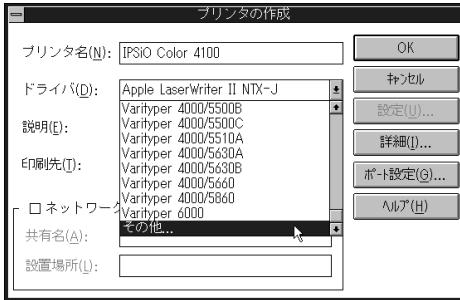 プリンタの作成
プリンタ名(N): IPSiO Color 4100
ドライバ(D): Apple LaserWriter II NTX-J
説明(E):
印刷先(T):
Varityper 4000/5500B
Varityper 4000/5500C
Varityper 4000/5510A
Varityper 4000/5630A
Varityper 4000/5630B
Varityper 4000/5660
Varityper 4000/5860
Varityper 6000
その他...
ネットワーク
共有名(A):
設置場所(L):
OK
キャンセル
設定(U)...
詳細(I)...
ポート設定(G)...
ヘルプ(H)